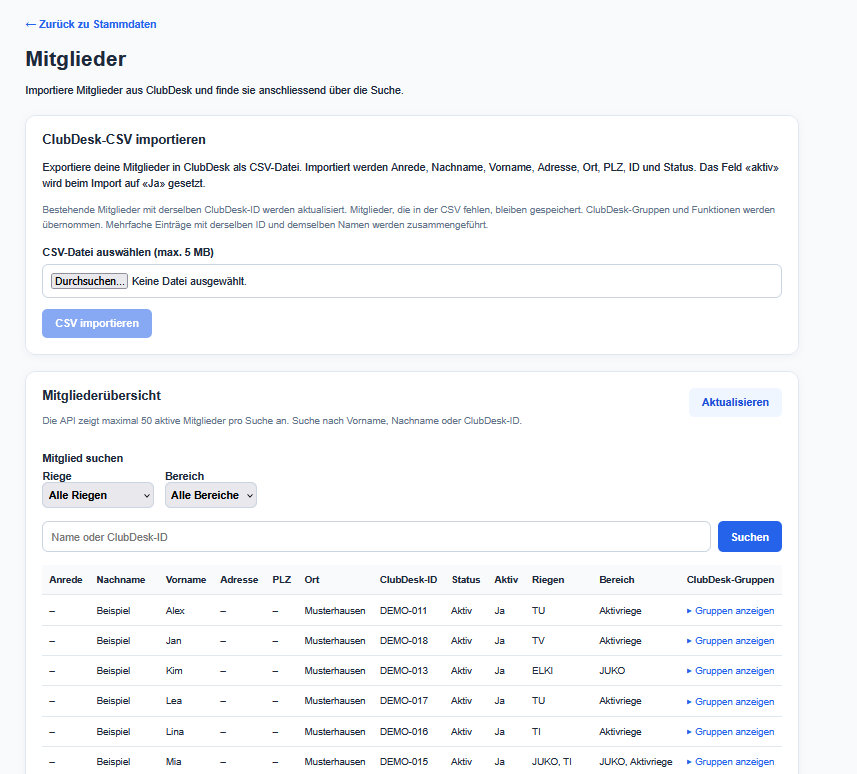 ← Zurück zu Stammdaten
Mitglieder
Importiere Mitglieder aus ClubDesk und finde sie anschliessend über die Suche.
ClubDesk-CSV importieren
Exportiere deine Mitglieder in ClubDesk als CSV-Datei. Importiert werden Anrede, Nachname, Vorname, Adresse, Ort, PLZ, ID und Status. Das Feld «aktiv»
wird beim Import auf «Ja» gesetzt.
Bestehende Mitglieder mit derselben ClubDesk-ID werden aktualisiert. Mitglieder, die in der CSV fehlen, bleiben gespeichert. ClubDesk-Gruppen und Funktionen werden
übernommen. Mehrfache Einträge mit derselben ID und demselben Namen werden zusammengeführt.
CSV-Datei auswählen (max. 5 MB)
Durchsuchen... Keine Datei ausgewählt.
CSV importieren
Mitgliederübersicht
Aktualisieren
Die API zeigt maximal 50 aktive Mitglieder pro Suche an. Suche nach Vorname, Nachname oder ClubDesk-ID.
Mitglied suchen
Riege Bereich
Alle Riegen Alle Bereiche
Name oder ClubDesk-ID Suchen
Anrede Nachname Vorname Adresse PLZ Ort ClubDesk-ID Status Aktiv Riegen Bereich ClubDesk-Gruppen
– Beispiel Alex – – Musterhausen DEMO-011 Aktiv Ja TU Aktivriege ▸ Gruppen anzeigen
– Beispiel Jan – – Musterhausen DEMO-018 Aktiv Ja TV Aktivriege ▸ Gruppen anzeigen
– Beispiel Kim – – Musterhausen DEMO-013 Aktiv Ja ELKI JUKO ▸ Gruppen anzeigen
– Beispiel Lea – – Musterhausen DEMO-017 Aktiv Ja TU Aktivriege ▸ Gruppen anzeigen
– Beispiel Lina – – Musterhausen DEMO-016 Aktiv Ja TI Aktivriege ▸ Gruppen anzeigen
– Beispiel Mia – – Musterhausen DEMO-015 Aktiv Ja JUKO, TI JUKO, Aktivriege ▸ Gruppen anzeigen